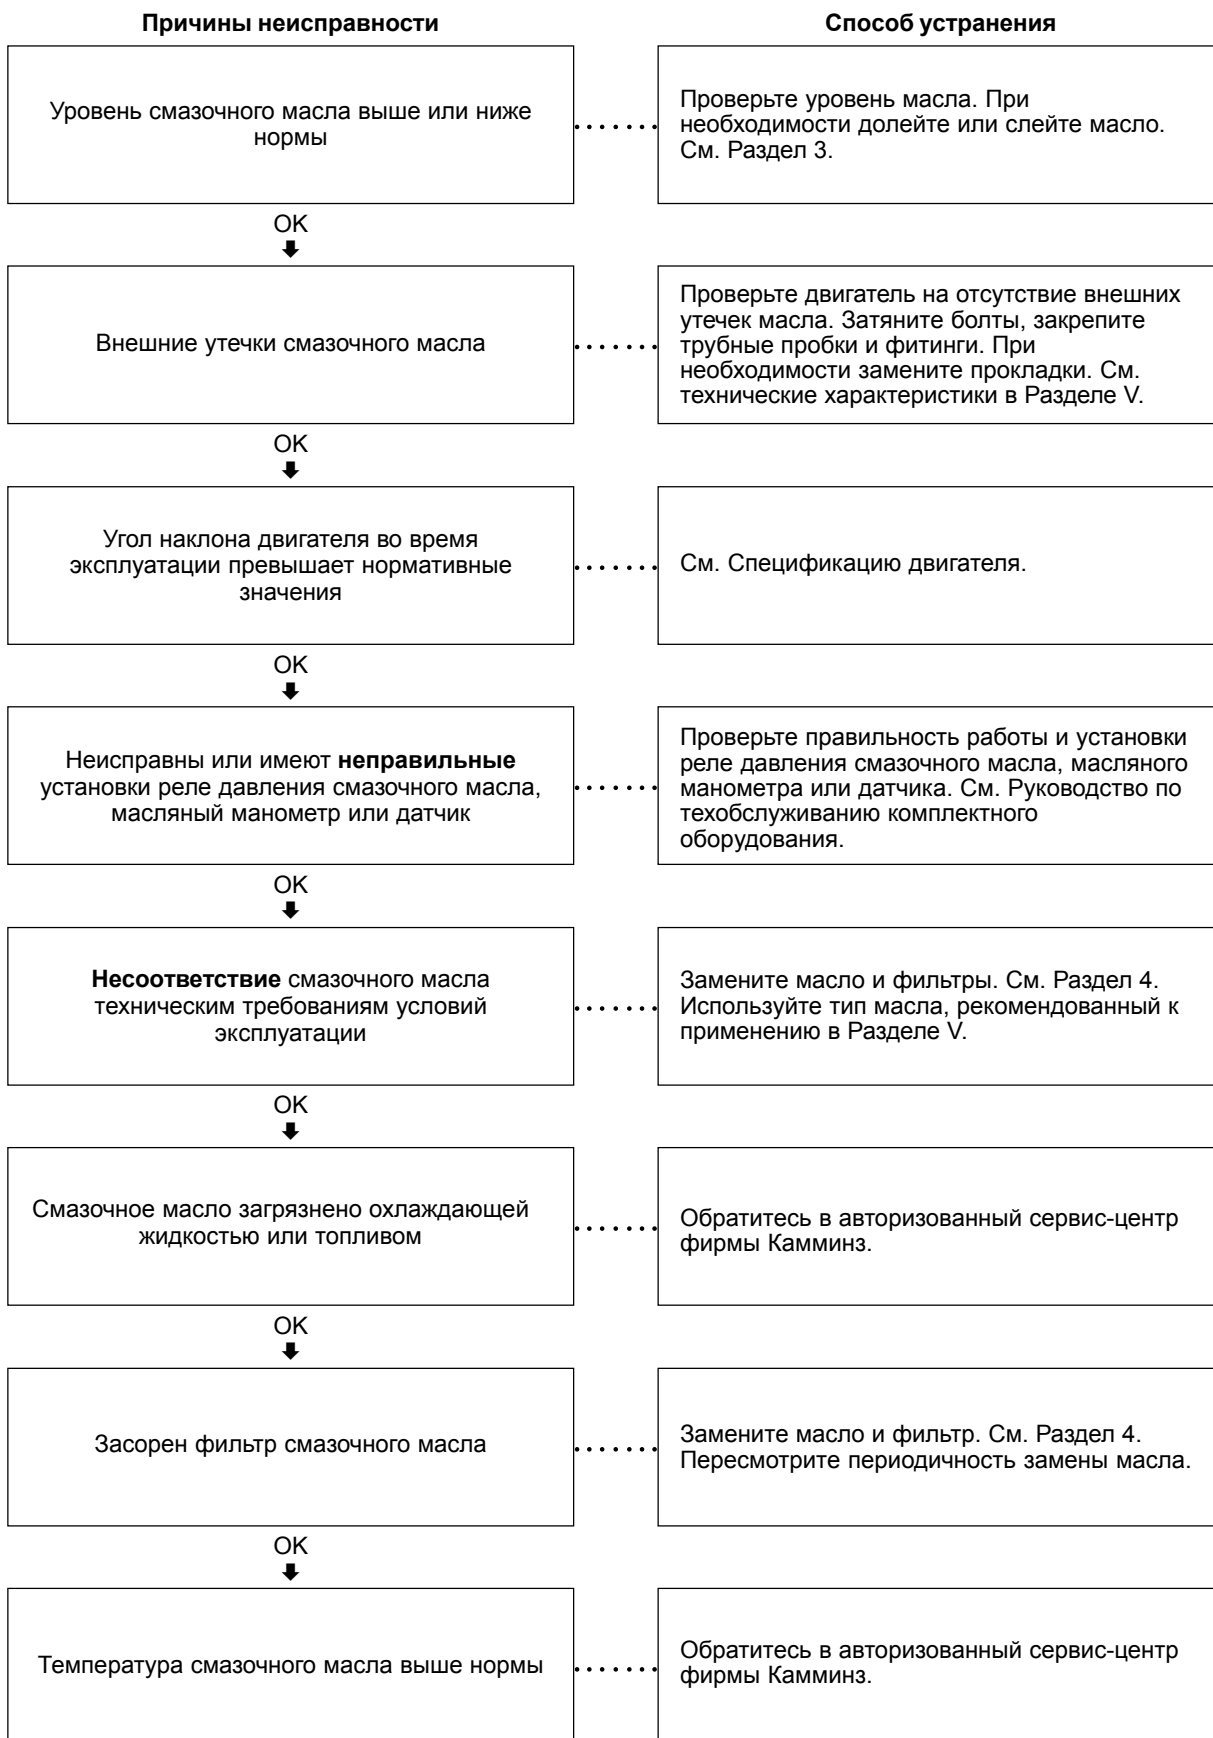 Причины неисправности
Способ устранения
Уровень смазочного масла выше или ниже
нормы
Проверьте уровень масла. При
необходимости долейте или слейте масло.
См. Раздел 3.
OK
Внешние утечки смазочного масла
Проверьте двигатель на отсутствие внешних
утечек масла. Затяните болты, закрепите
трубные пробки и фитинги. При
необходимости замените прокладки. См.
технические характеристики в Разделе V.
OK
Угол наклона двигателя во время
эксплуатации превышает нормативные
значения
См. Спецификацию двигателя.
OK
Неисправны или имеют неправильные
установки реле давления смазочного масла,
масляный манометр или датчик
Проверьте правильность работы и установки
реле давления смазочного масла, масляного
манометра или датчика. См. Руководство по
техобслуживанию комплектного
оборудования.
OK
Несоответствие смазочного масла
техническим требованиям условий
эксплуатации
Замените масло и фильтры. См. Раздел 4.
Используйте тип масла, рекомендованный к
применению в Разделе V.
OK
Смазочное масло загрязнено охлаждающей
жидкостью или топливом
Обратитесь в авторизованный сервис-центр
фирмы Камминз.
OK
Засорен фильтр смазочного масла
Замените масло и фильтр. См. Раздел 4.
Пересмотрите периодичность замены масла.
OK
Температура смазочного масла выше нормы
Обратитесь в авторизованный сервис-центр
фирмы Камминз.